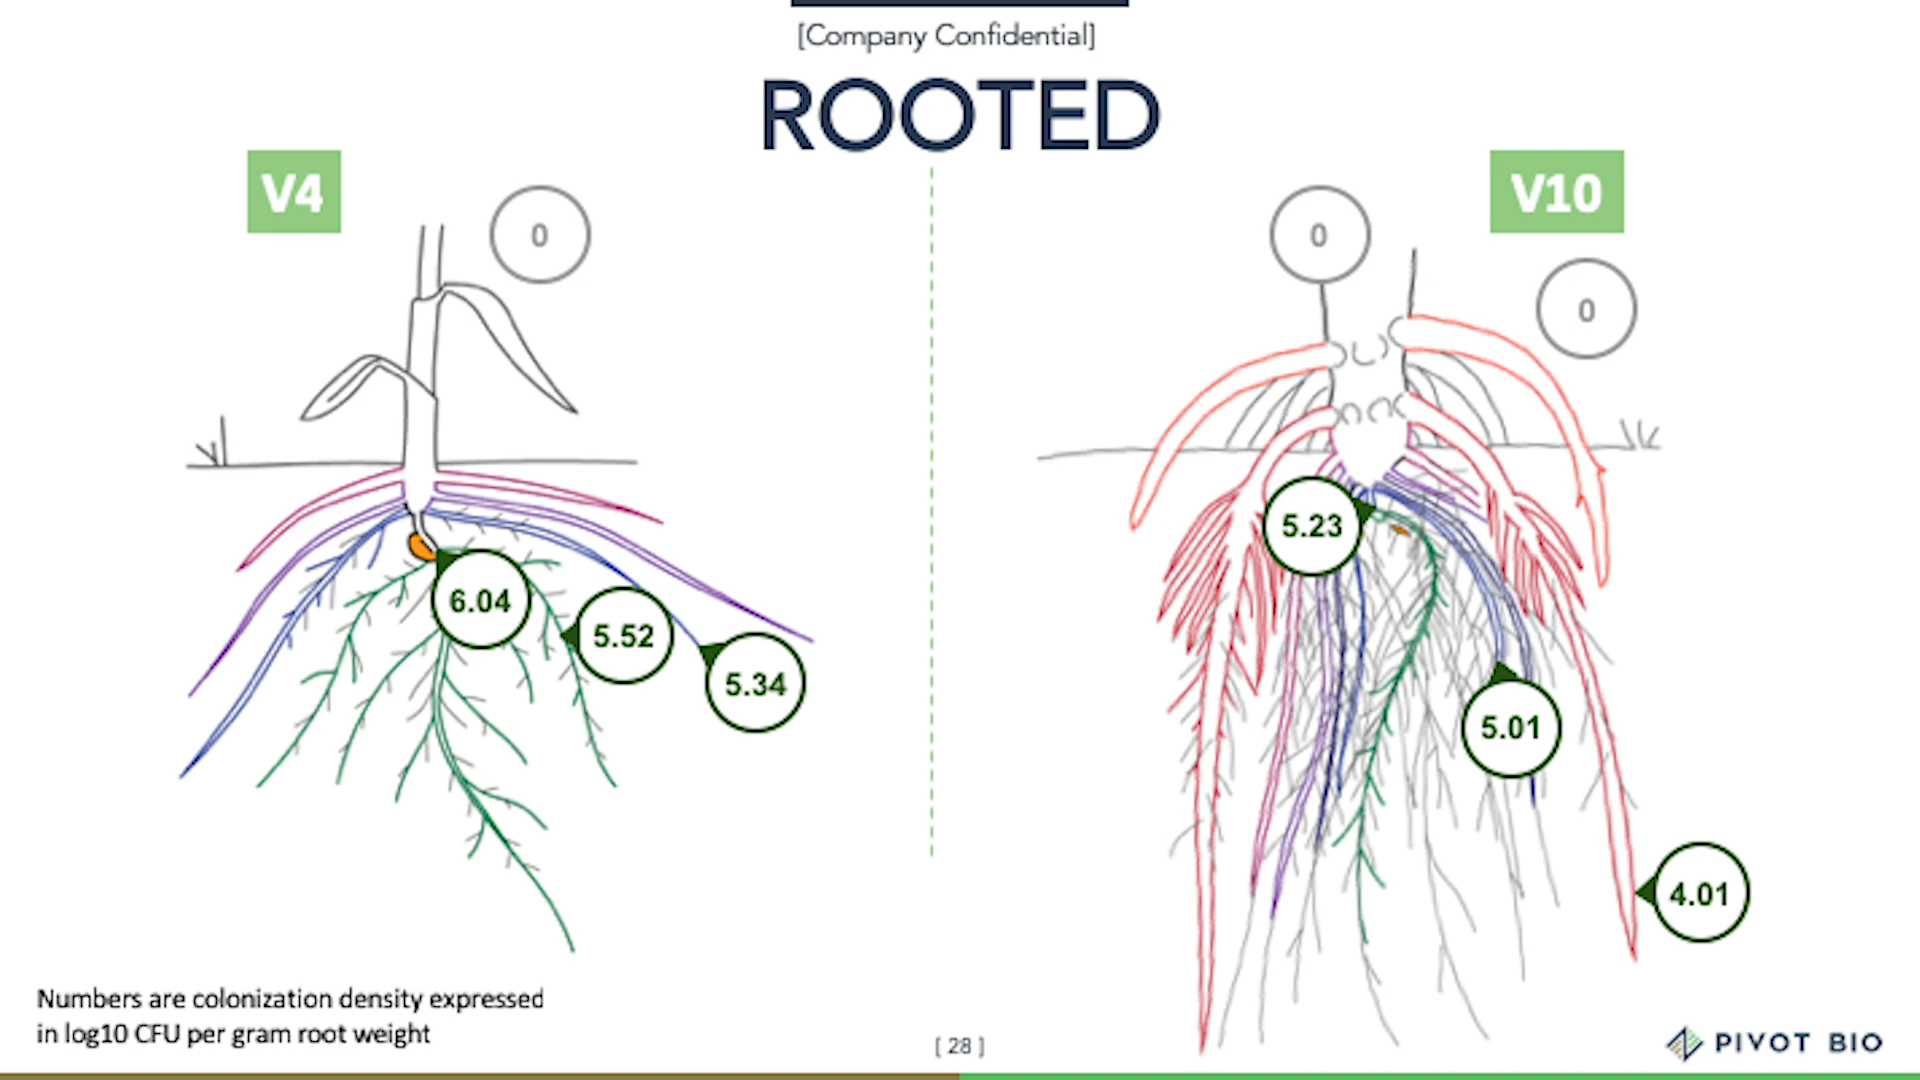 [Company Confidential]
ROOTED
V4
0
6.04
5.52
5.34
0
V10
0
5.23
5.01
4.01
Numbers are colonization density expressed
in log10 CFU per gram root weight
[ 28 ]
PIVOT BIO